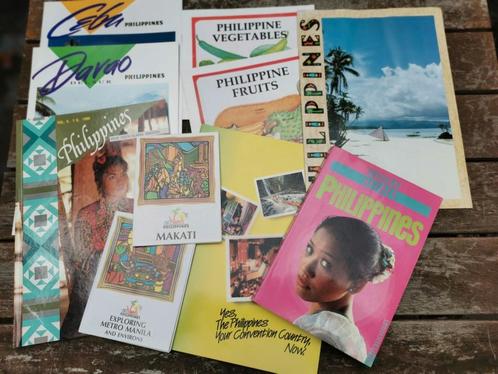 Cebu PHILIPPINES
Davao PHILIPPINES
PHILIPPINE
VEGETABLES
PHILIPPINE
FRUITS
PHILIPPINES
Philippines
MAKATI
EXPLORING
METRO MANILA
AND ENVIRONS
Yes,
The Philippines
Your Convention Country,
Now.
PHILIPPINES